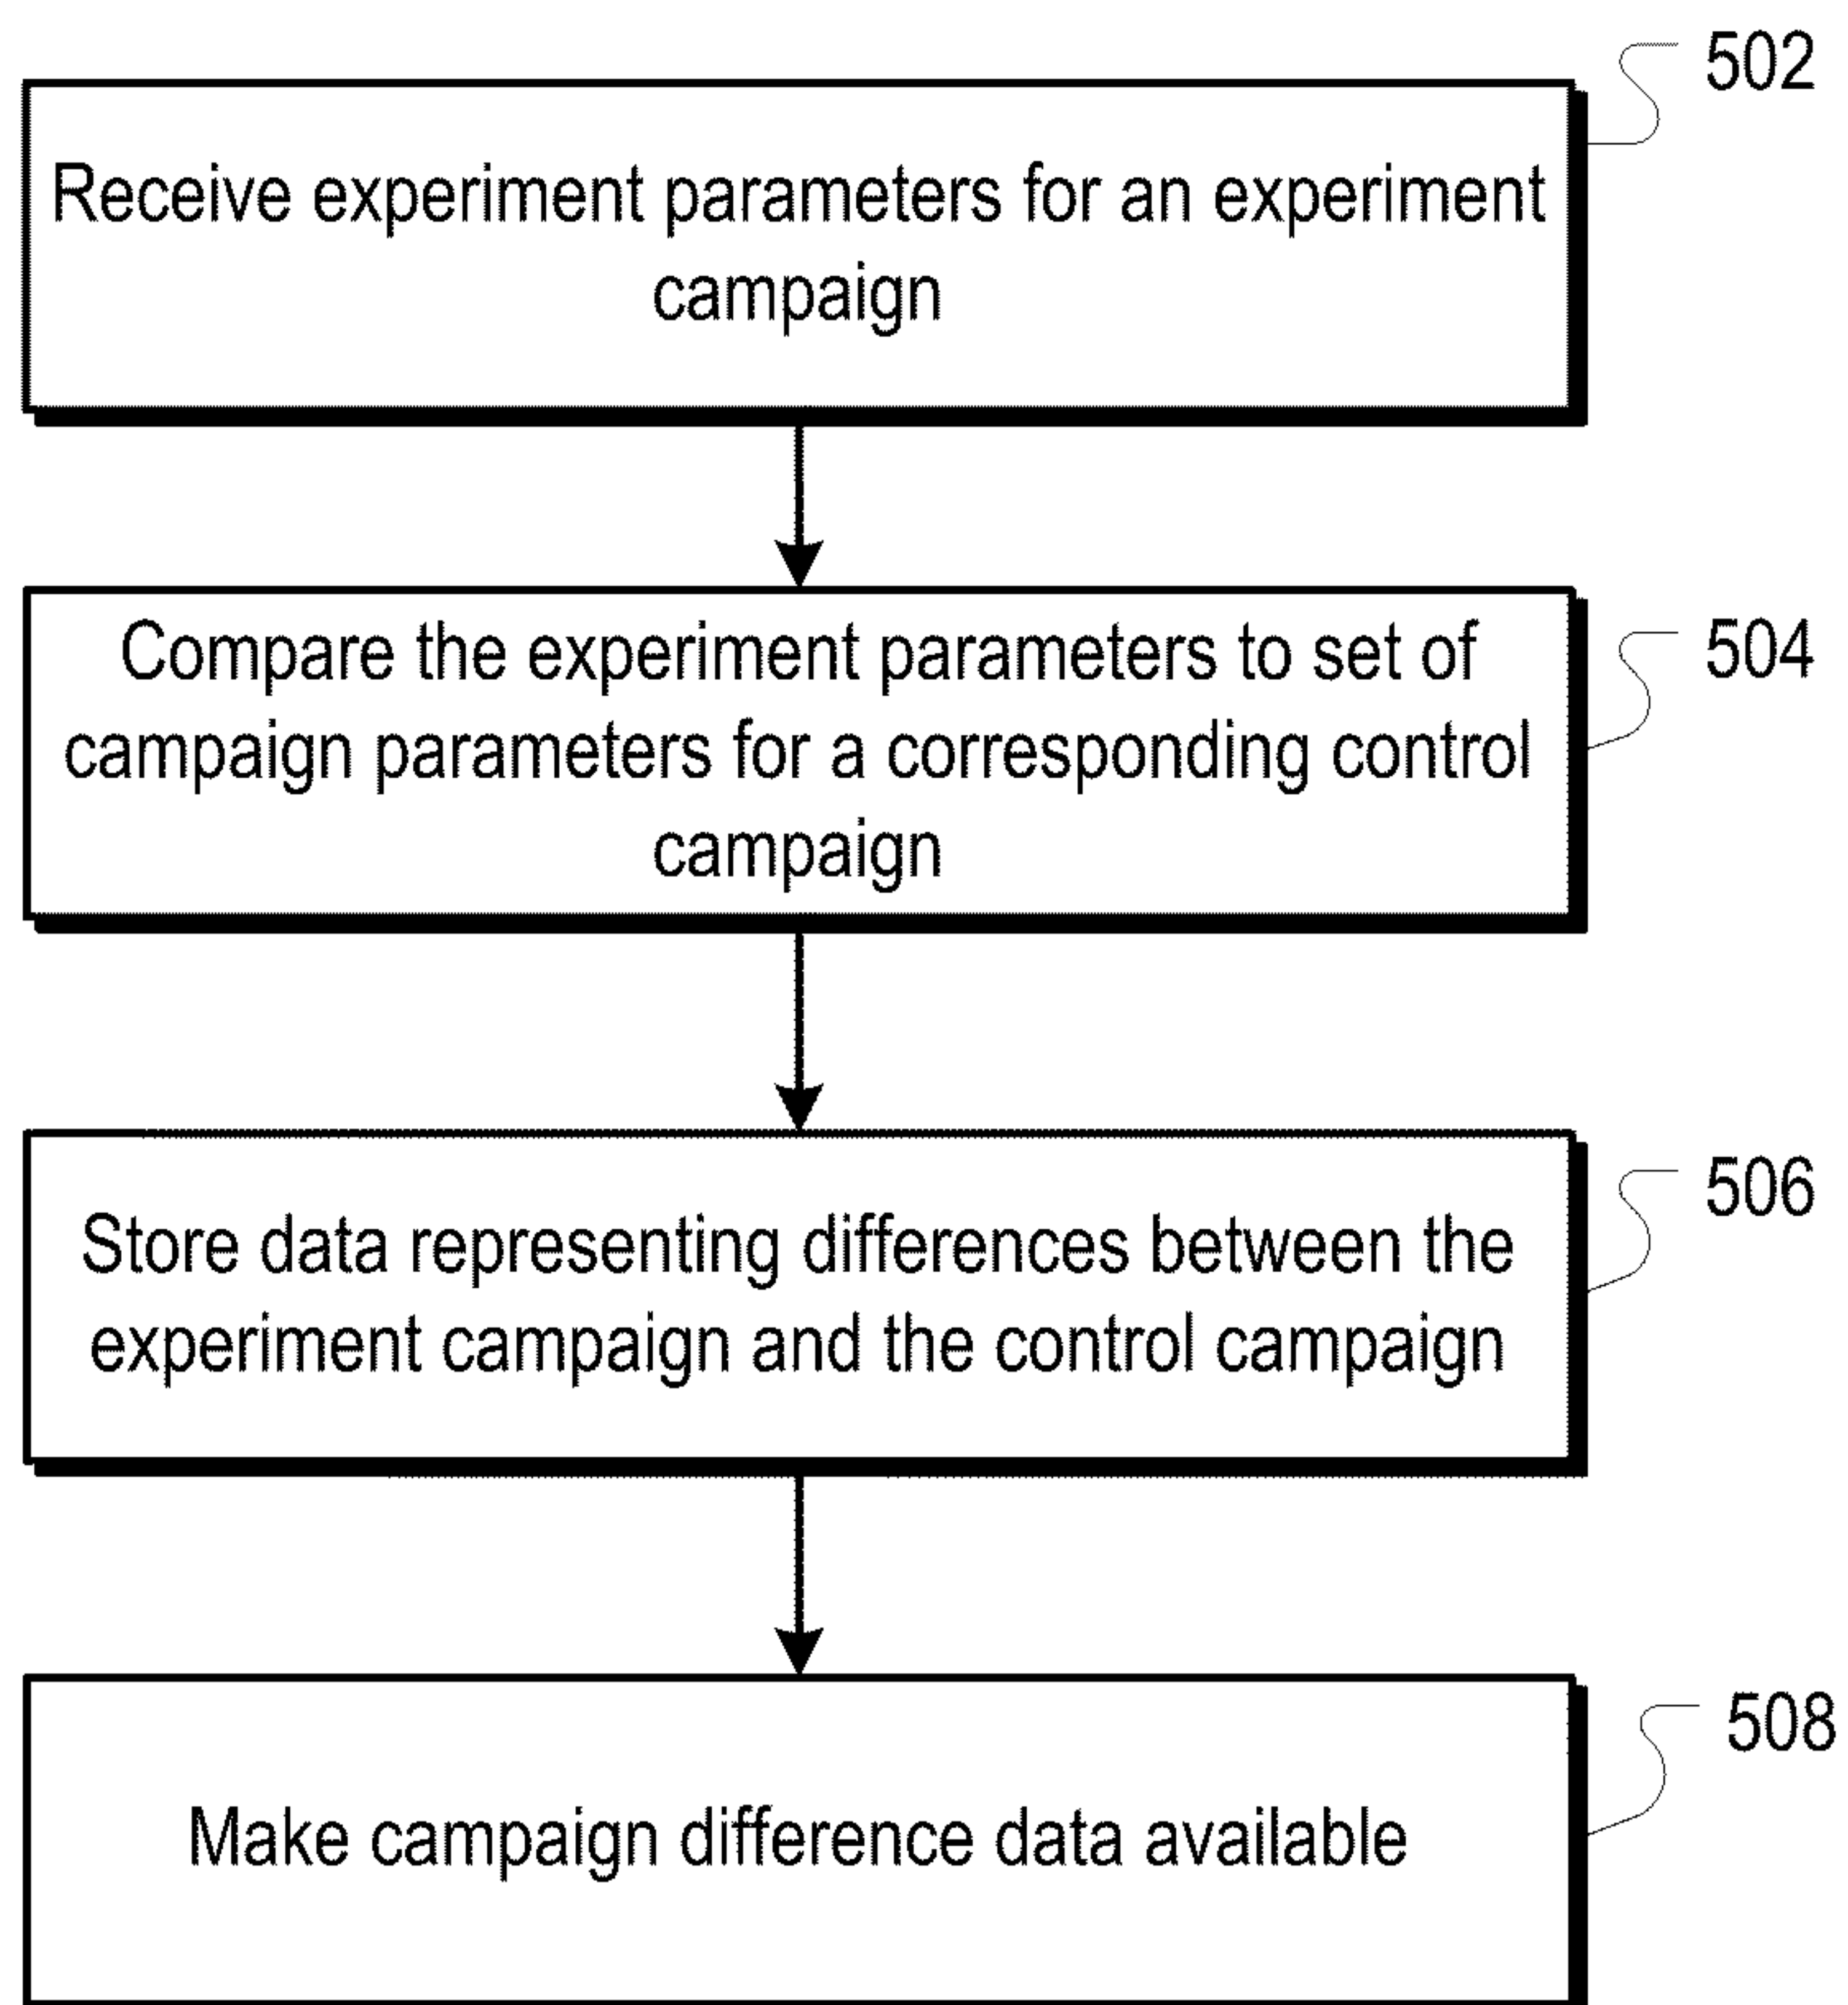 502
Receive experiment parameters for an experiment
campaign
504
Compare the experiment parameters to set of
campaign parameters for a corresponding control
campaign
506
Store data representing differences between the
experiment campaign and the control campaign
508
Make campaign difference data available